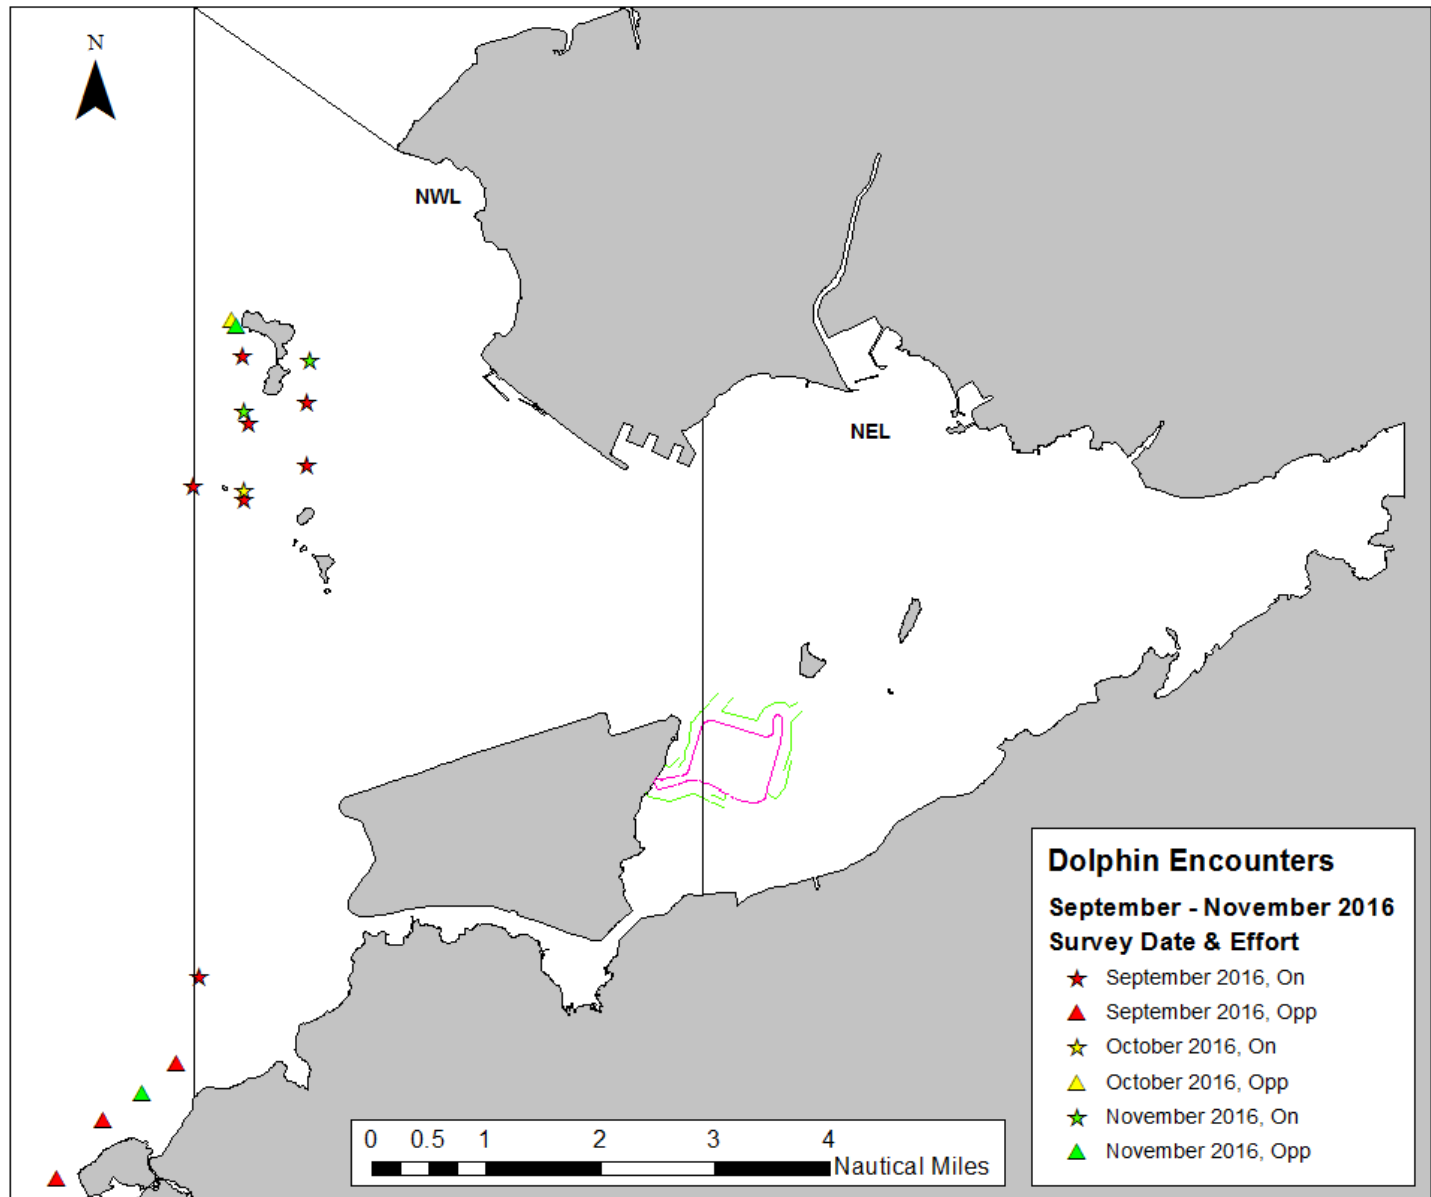 N
NWL
NEL
Dolphin Encounters
September - November 2016
Survey Date & Effort
September 2016, On
September 2016, Opp
October 2016, On
October 2016, Opp
November 2016, On
November 2016, Opp
0 0.5 1 2 3 4
Nautical Miles